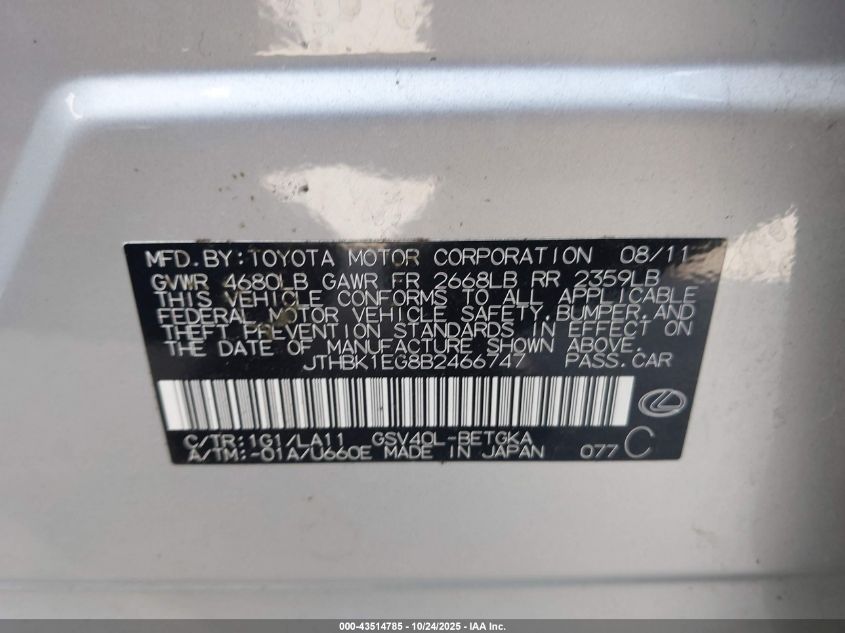 MFD.BY:TOYOTA MOTOR CORPORATION 08/11
GVWR 4680LB GAWR FR 2668LB RR 2359LB
THIS VEHICLE CONFORMS TO ALL APPLICABLE
FEDERAL MOTOR VEHICLE SAFETY,BUMPER,AND
THEFT PREVENTION STANDARDS IN EFFECT ON
THE DATE OF MANUFACTURE SHOWN ABOVE.
JTHBK1EG8B2466747 PASS.CAR
C/TR:1G1/LA11 GSV40L-BETGKA
A/TM:-01A/U660E MADE IN JAPAN 077 C
000-43514785 - 10/24/2025 - IAA Inc.